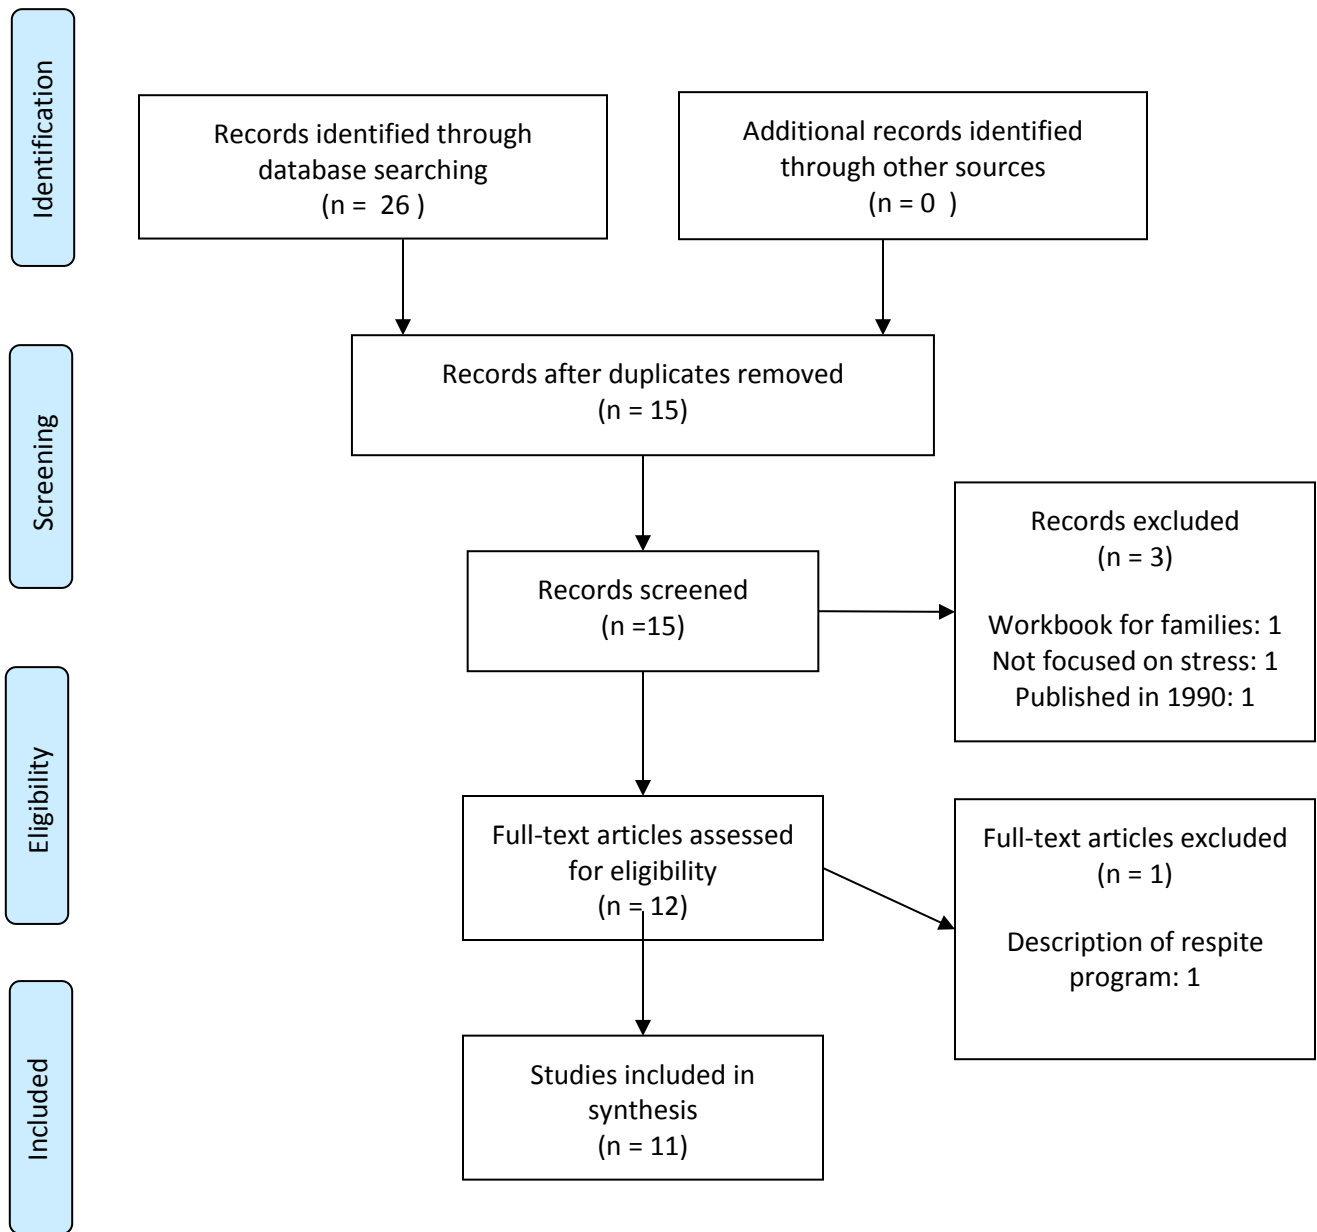 Identification
Records identified through
database searching
(n =  26 )
Additional records identified
through other sources
(n = 0  )
Screening
Records after duplicates removed
(n = 15)
Records screened
(n =15)
Records excluded
(n = 3)
Workbook for families: 1
Not focused on stress: 1
Published in 1990: 1
Eligibility
Full-text articles assessed
for eligibility
(n = 12)
Full-text articles excluded
(n = 1)
Description of respite
program: 1
Included
Studies included in
synthesis
(n = 11)